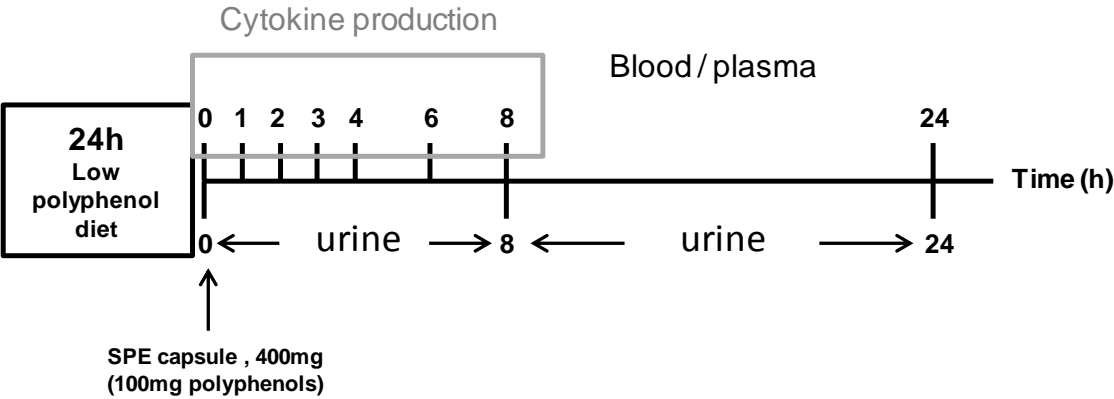 Cytokine production
Blood / plasma
0 1 2 3 4 6 8 24
24h
Low
polyphenol
diet
Time (h)
0 urine 8 urine 24
SPE capsule , 400mg
(100mg polyphenols)